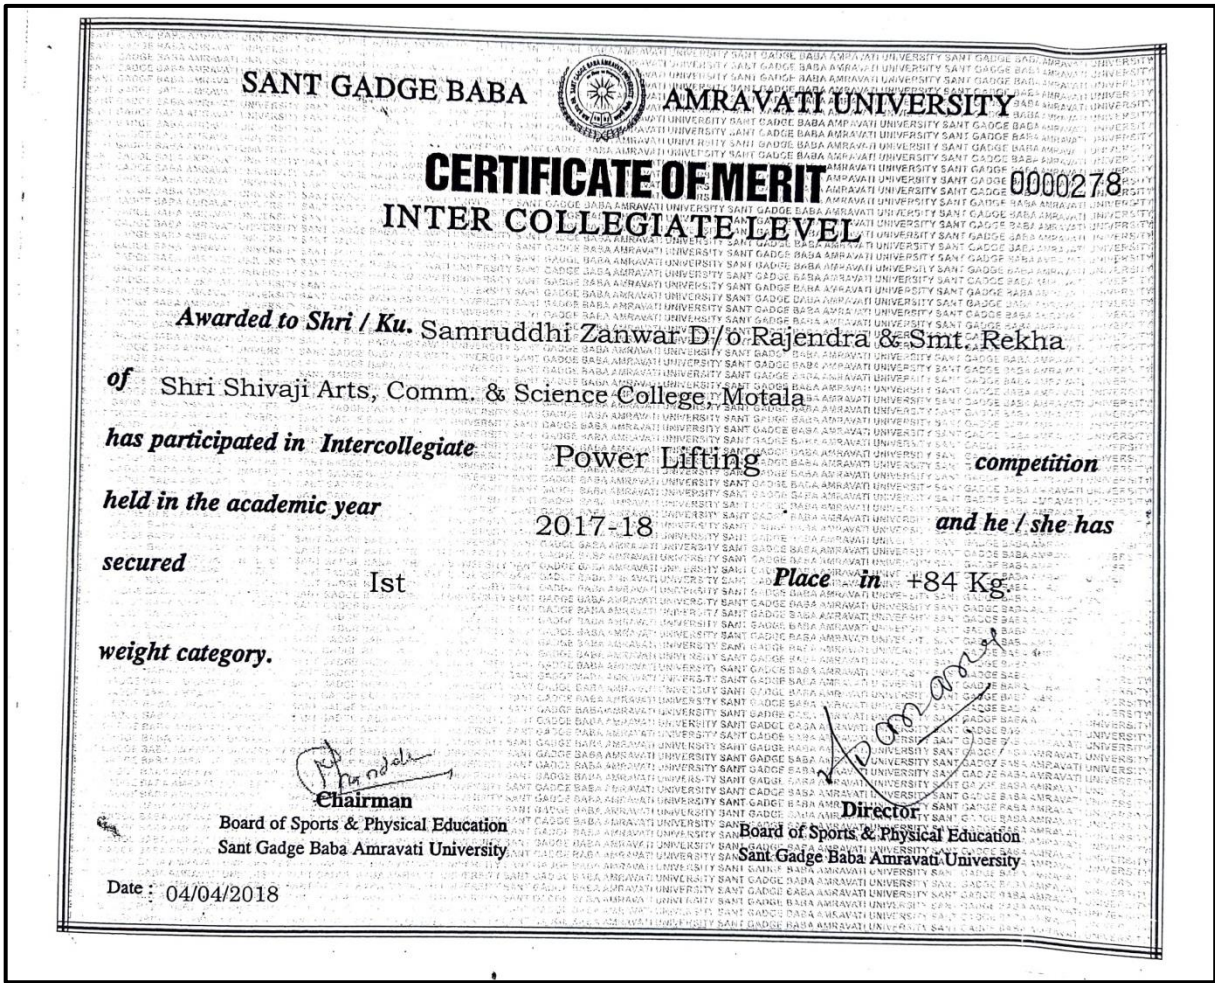 SANT GADGE BABA AMRAVATI UNIVERSITY
CERTIFICATE OF MERIT 0000278
INTER COLLEGIATE LEVEL
Awarded to Shri / Ku. Samruddhi Zanwar D/o Rajendra & Smt. Rekha
of Shri Shivaji Arts, Comm. & Science College, Motala
has participated in Intercollegiate Power Lifting competition
held in the academic year 2017-18 and he / she has
secured Ist Place in +84 Kg.
weight category.
Chairman
Board of Sports & Physical Education
Sant Gadge Baba Amravati University
Director
Board of Sports & Physical Education
Sant Gadge Baba Amravati University
Date : 04/04/2018